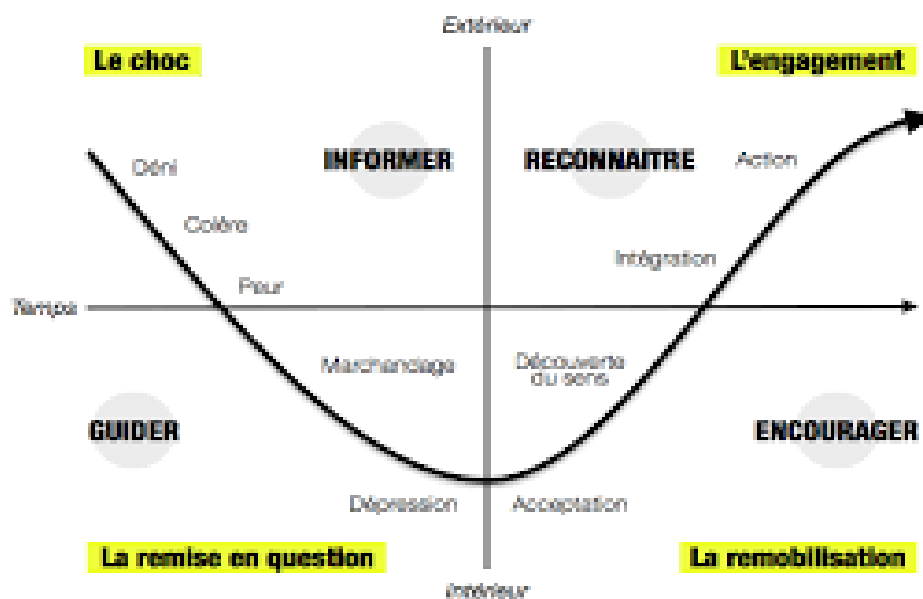 Extérieur
Le choc
L'engagement
INFORMER
RECONNAITRE
Action
Déni
Colère
Intégration
Peur
Temps
Marchandage
Découverte
du sens
GUIDER
ENCOURAGER
Dépression
Acceptation
La remise en question
La remobilisation
Intérieur